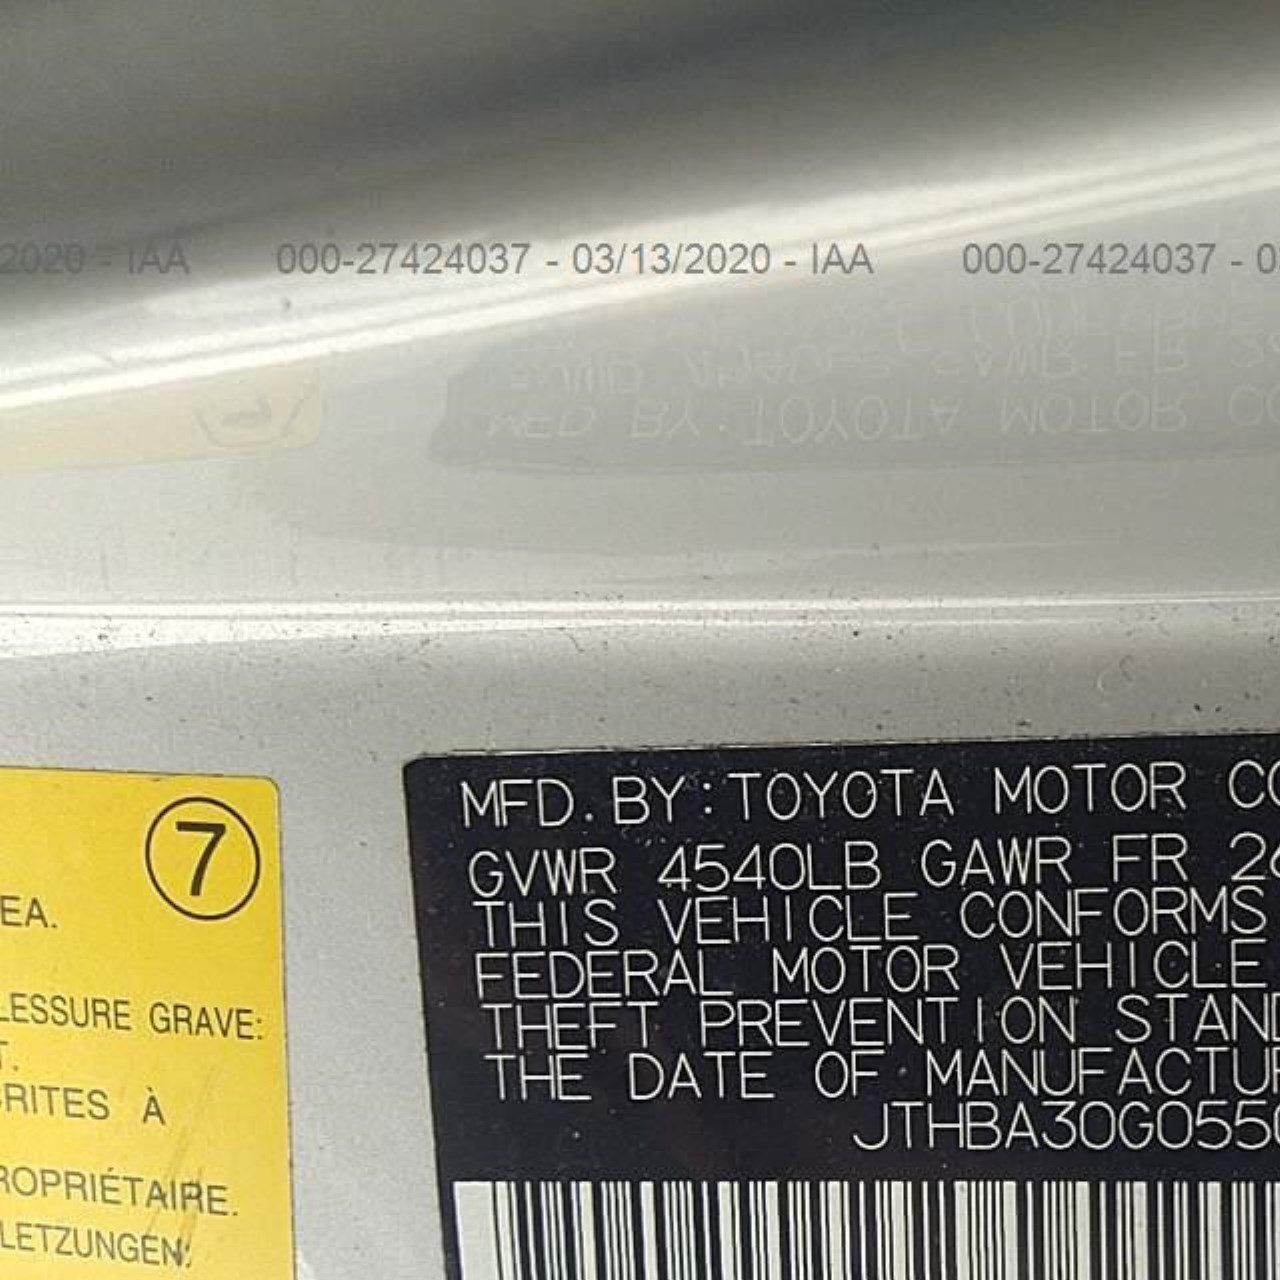 2020 - IAA 000-27424037 - 03/13/2020 - IAA 000-27424037 - 0
MFD. BY: TOYOTA MOTOR CO
7
GVWR 4540LB GAWR FR 26
EA.
THIS VEHICLE CONFORMS
FEDERAL MOTOR VEHICLE
LESSURE GRAVE:
THEFT PREVENTION STAND
T.
THE DATE OF MANUFACTUR
RITES À
JTHBA30G055
ROPRIÉTAIRE.
LETZUNGEN: